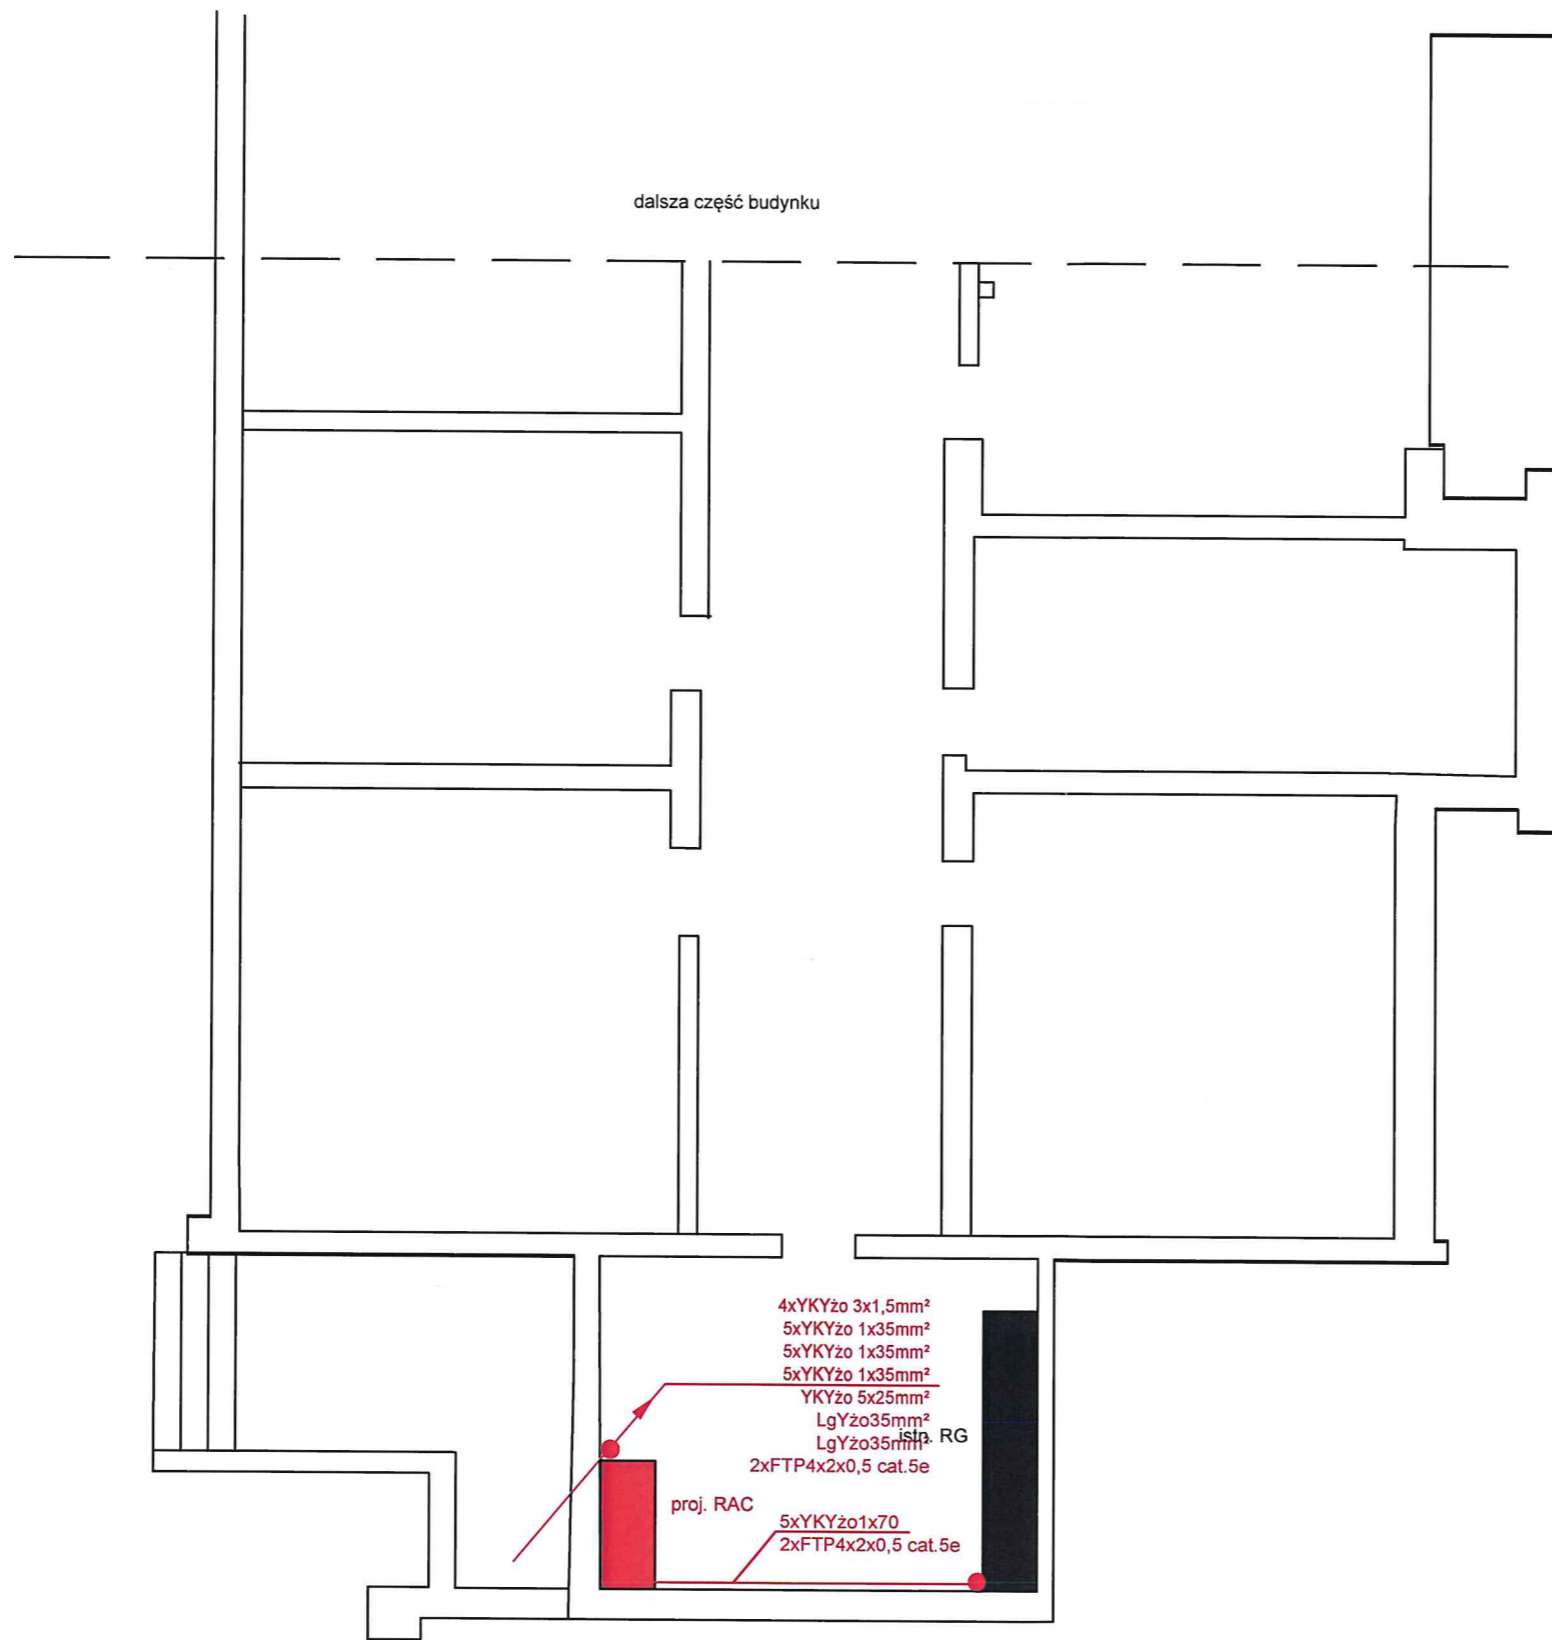 dalsza część budynku
4xYKYżo 3x1,5mm²
5xYKYżo 1x35mm²
5xYKYżo 1x35mm²
5xYKYżo 1x35mm²
YKYżo 5x25mm²
LgYżo35mm²
istn. RG
LgYżo35mm²
2xFTP4x2x0,5 cat.5e
proj. RAC
5xYKYżo1x70
2xFTP4x2x0,5 cat.5e